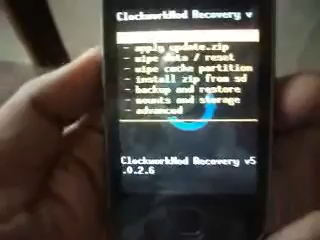 ClockworkMod Recovery v
- apply update.zip
- wipe data / reset
- wipe cache partition
- install zip from sd
- backup and restore
- mounts and storage
- advanced
ClockworkMod Recovery v5
.0.2.6